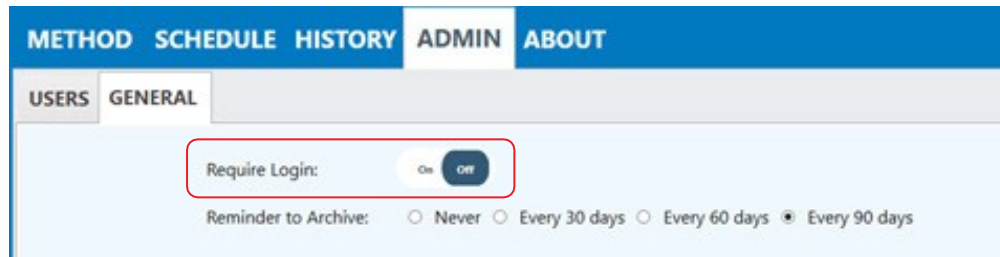 METHOD SCHEDULE HISTORY ADMIN ABOUT
USERS GENERAL
Require Login: On Off
Reminder to Archive: Never Every 30 days Every 60 days Every 90 days